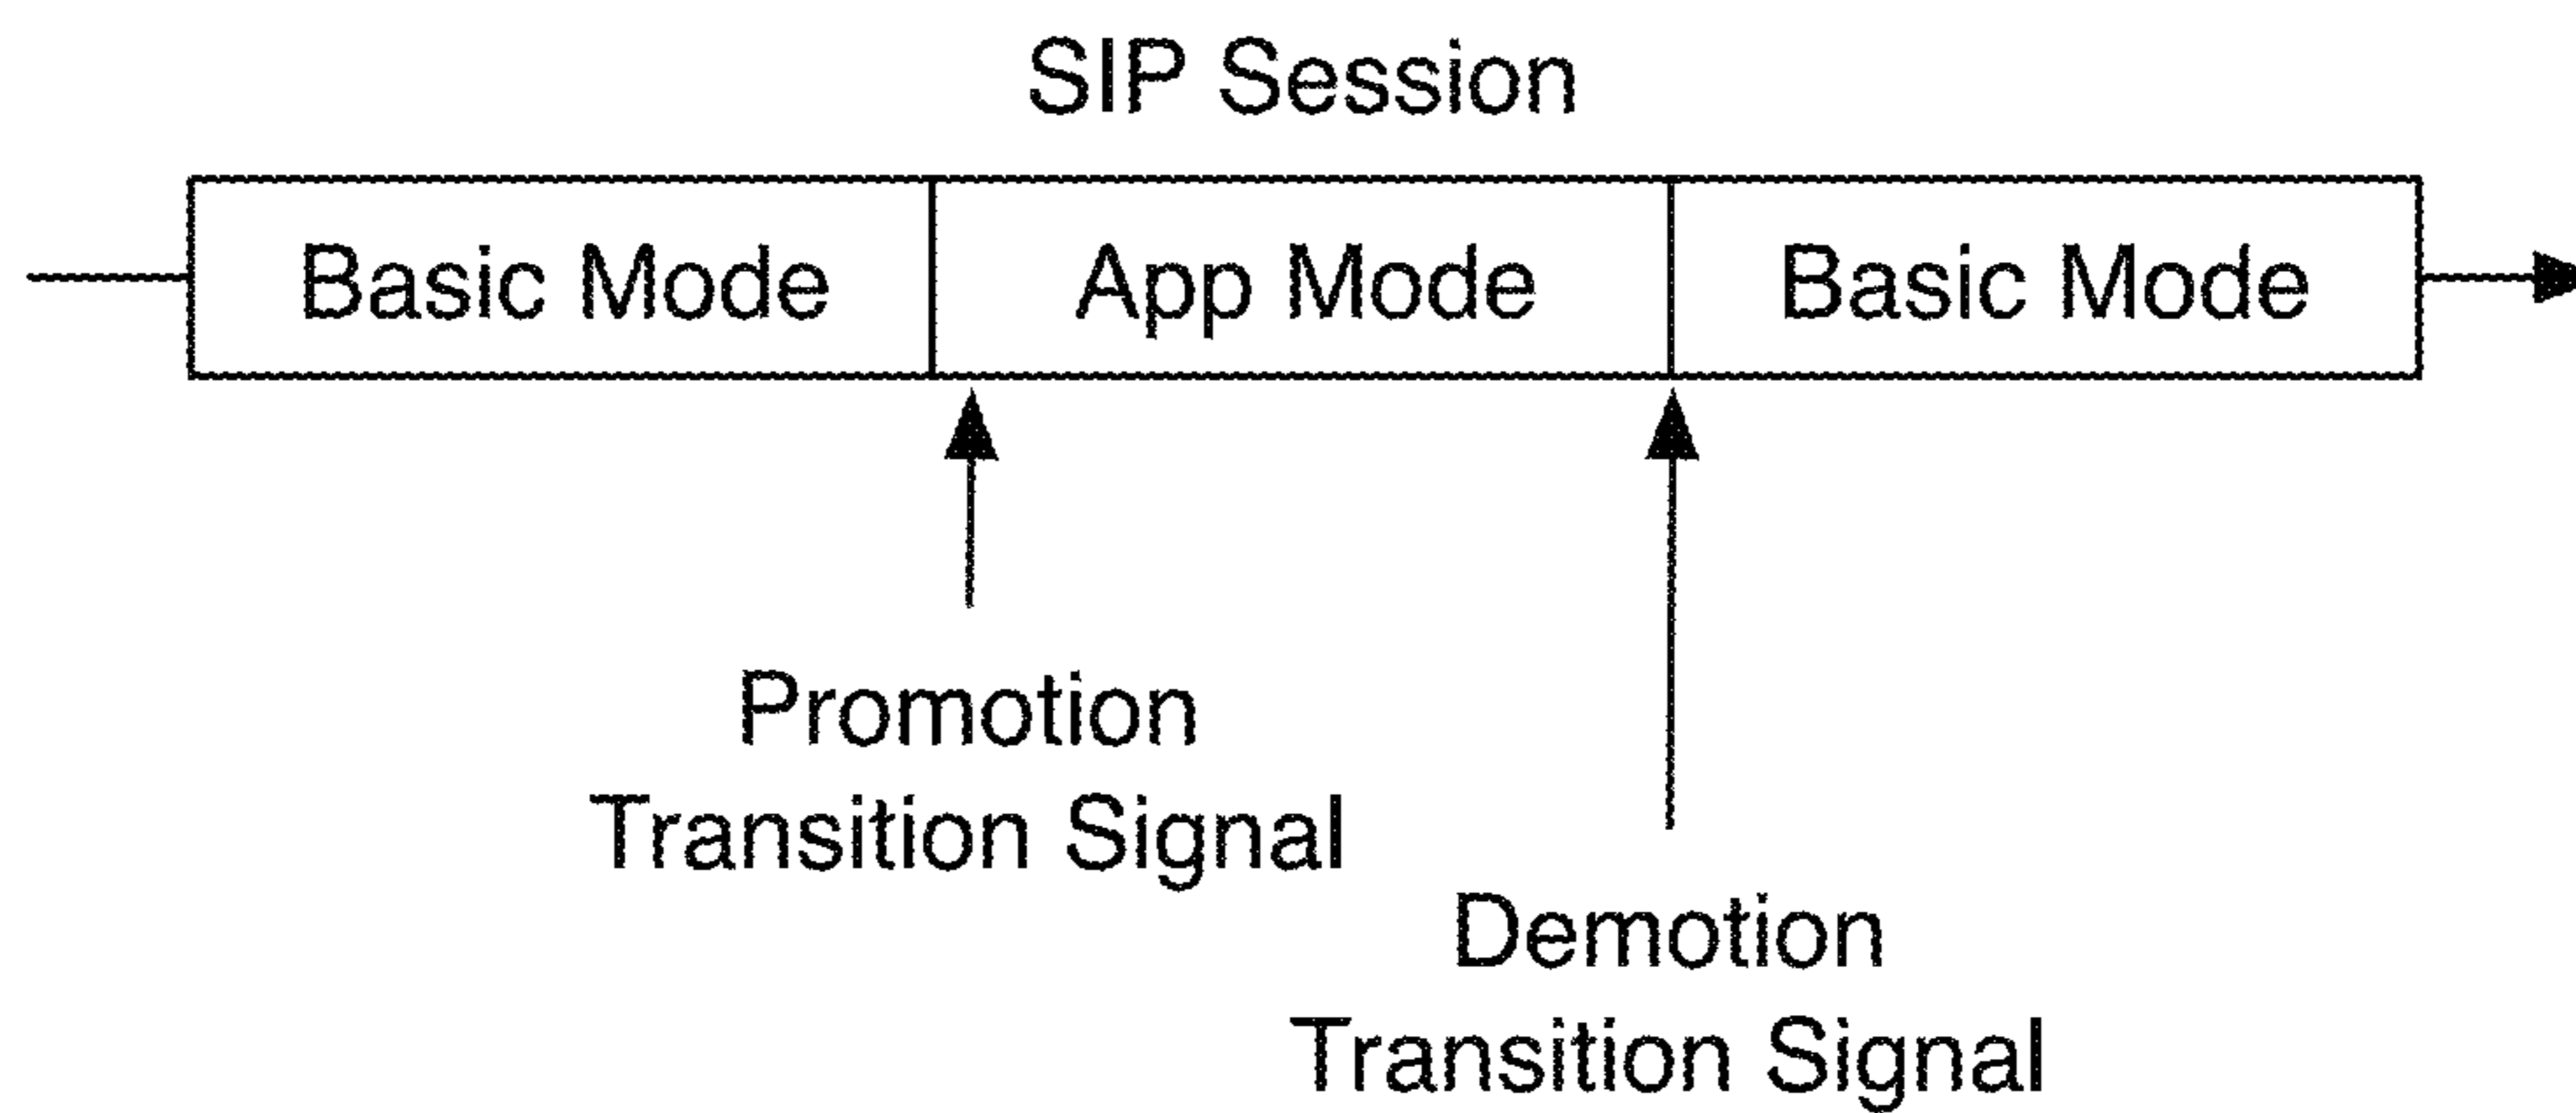 SIP Session
Basic Mode App Mode Basic Mode
Promotion
Transition Signal
Demotion
Transition Signal